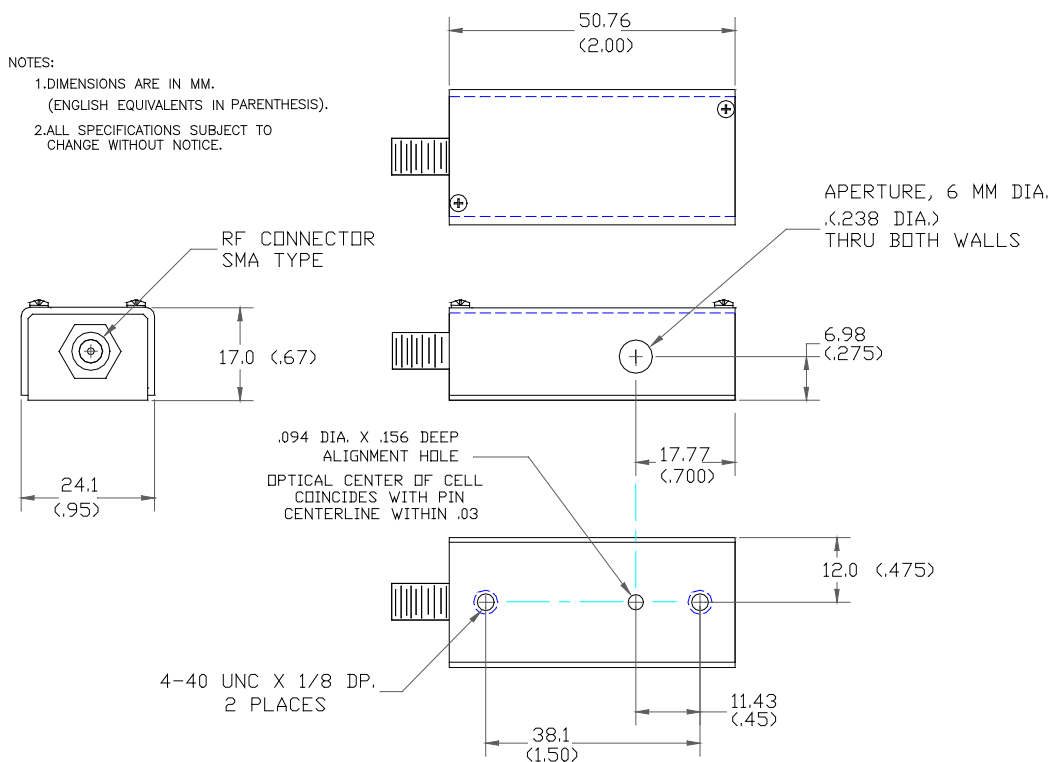 50.76
(2.00)
NOTES:
1.DIMENSIONS ARE IN MM.
(ENGLISH EQUIVALENTS IN PARENTHESIS).
2.ALL SPECIFICATIONS SUBJECT TO
CHANGE WITHOUT NOTICE.
APERTURE, 6 MM DIA.
.(.238 DIA.)
THRU BOTH WALLS
RF CONNECTOR
SMA TYPE
17.0 (.67)
6.98
(.275)
24.1
(.95)
.094 DIA. X .156 DEEP
ALIGNMENT HOLE
OPTICAL CENTER OF CELL
COINCIDES WITH PIN
CENTERLINE WITHIN .03
17.77
(.700)
12.0 (.475)
4-40 UNC X 1/8 DP.
2 PLACES
11.43
(.45)
38.1
(1.50)